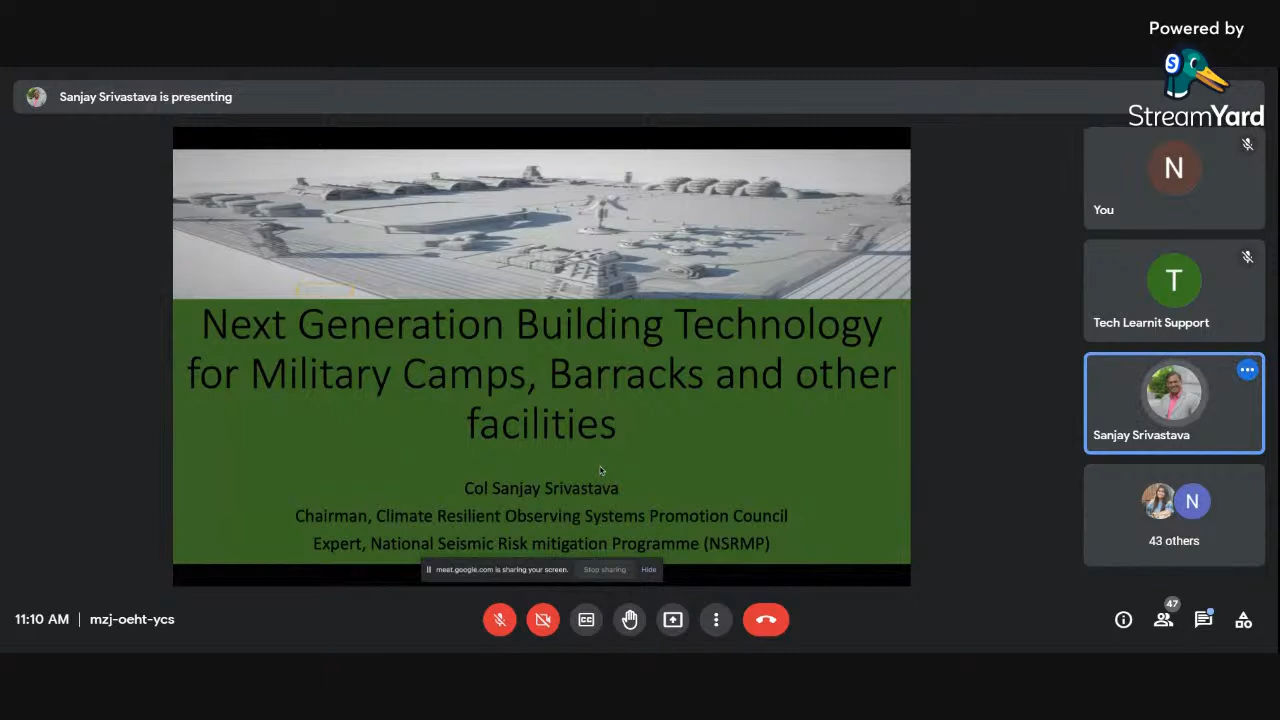 Powered by
StreamYard
Sanjay Srivastava is presenting
Next Generation Building Technology
for Military Camps, Barracks and other
facilities
Col Sanjay Srivastava
Chairman, Climate Resilient Observing Systems Promotion Council
Expert, National Seismic Risk mitigation Programme (NSRMP)
meet.google.com is sharing your screen.
Stop sharing
Hide
S
N
You
T
Tech Learnit Support
Sanjay Srivastava
N
43 others
11:10 AM | mzj-oeht-ycs
CC
47